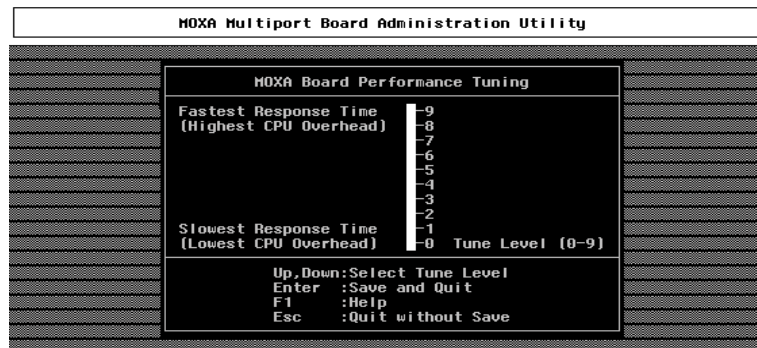 MOXA Multiport Board Administration Utility
MOXA Board Performance Tuning
Fastest Response Time -9
(Highest CPU Overhead) -8
-7
-6
-5
-4
-3
-2
Slowest Response Time -1
(Lowest CPU Overhead) -0 Tune Level (0-9)
Up,Down:Select Tune Level
Enter :Save and Quit
F1 :Help
Esc :Quit without Save